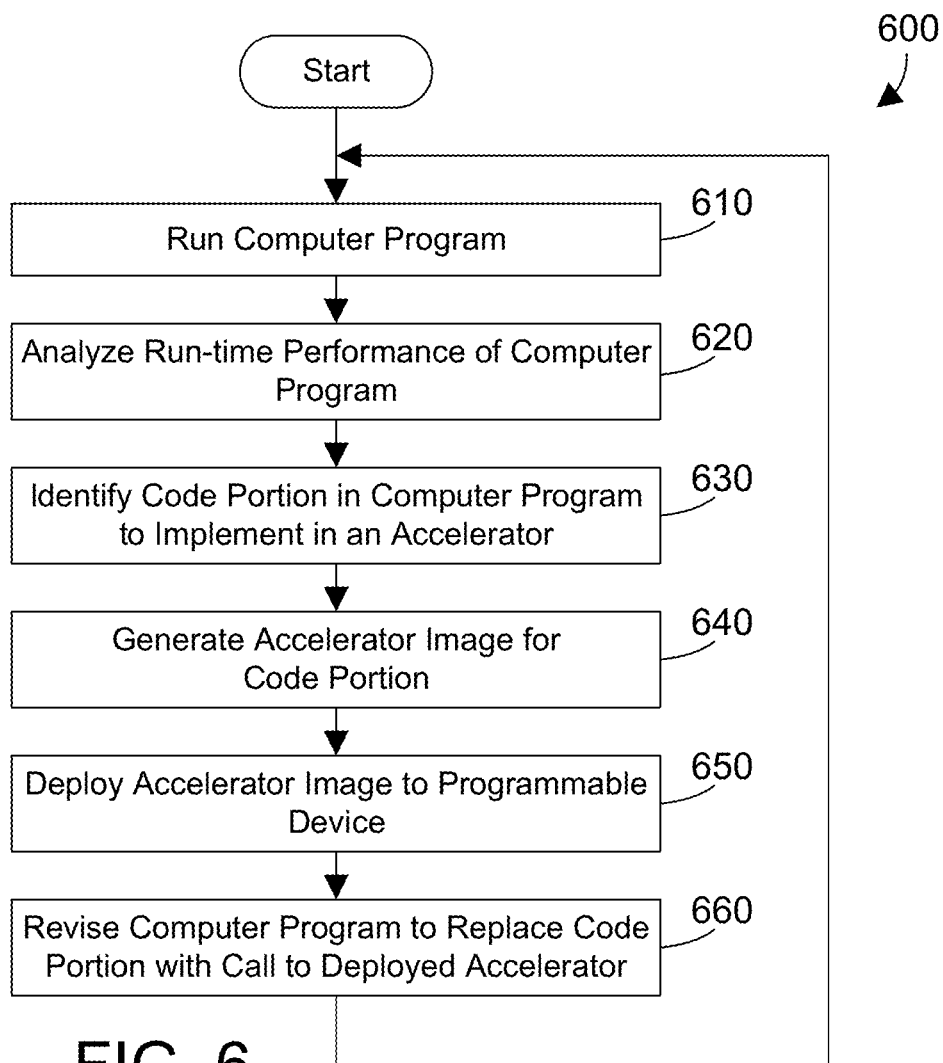 600
Start
610
Run Computer Program
620
Analyze Run-time Performance of Computer
Program
630
Identify Code Portion in Computer Program
to Implement in an Accelerator
640
Generate Accelerator Image for
Code Portion
650
Deploy Accelerator Image to Programmable
Device
660
Revise Computer Program to Replace Code
Portion with Call to Deployed Accelerator
FIG. 6